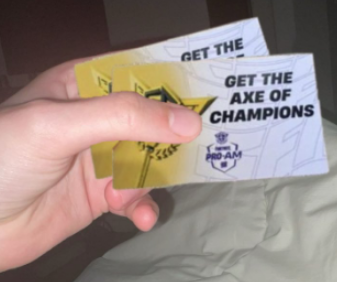 GET THE
GET THE
AXE OF
CHAMPIONS
PRO-AM